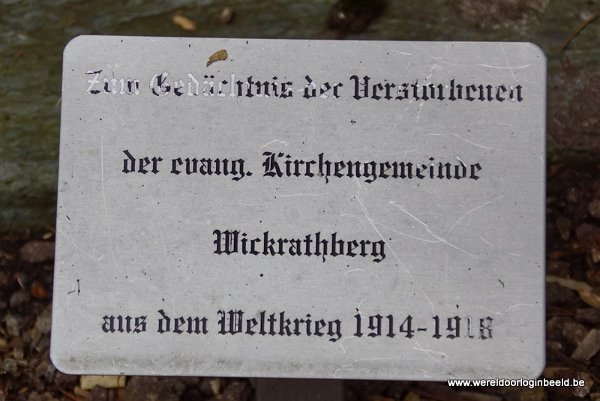 Zum Gedächtnis der Verstorbenen
der evang. Kirchengemeinde
Wickrathberg
aus dem Weltkrieg 1914-1918
www.wereldoorloginbeeld.be